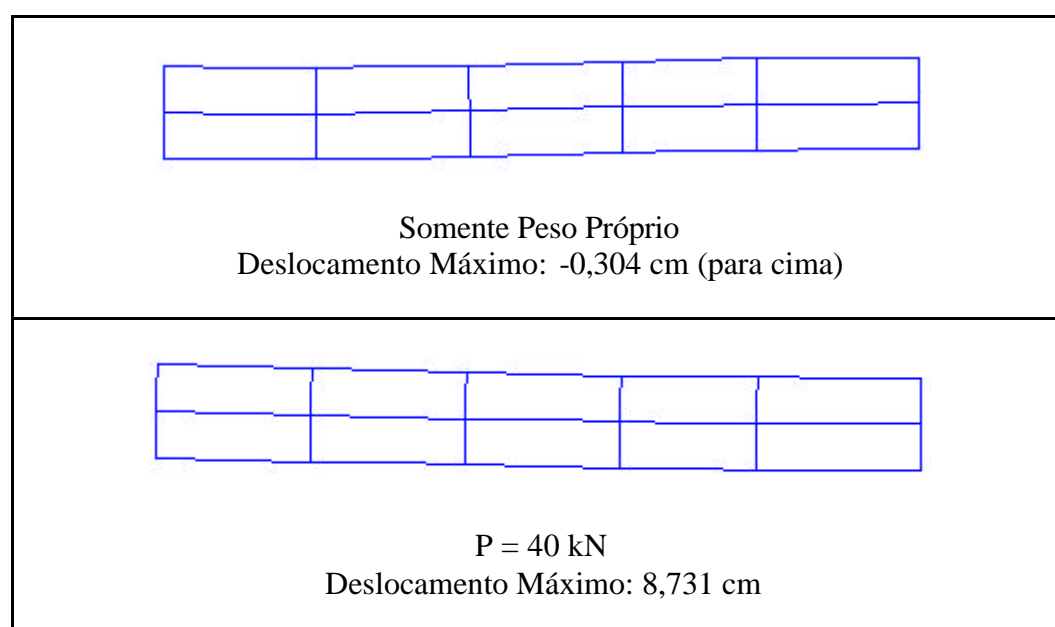 Somente Peso Próprio
Deslocamento Máximo: -0,304 cm (para cima)
P = 40 kN
Deslocamento Máximo: 8,731 cm